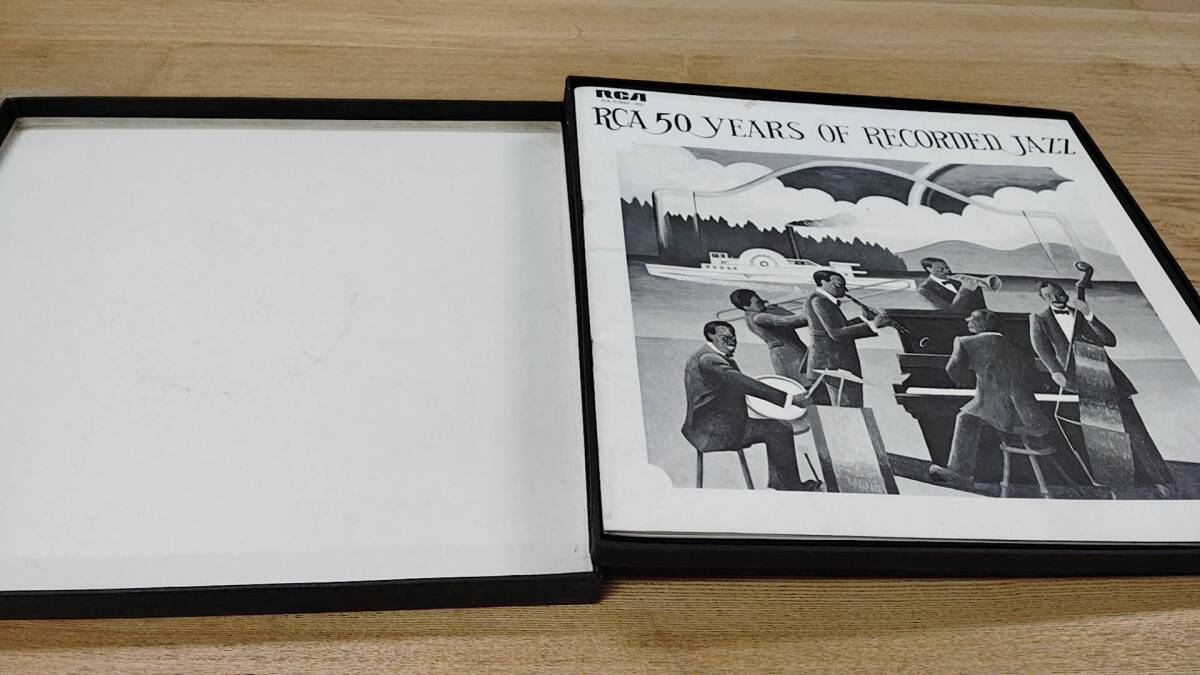 RCA
RCA 50 YEARS OF RECORDED JAZZ